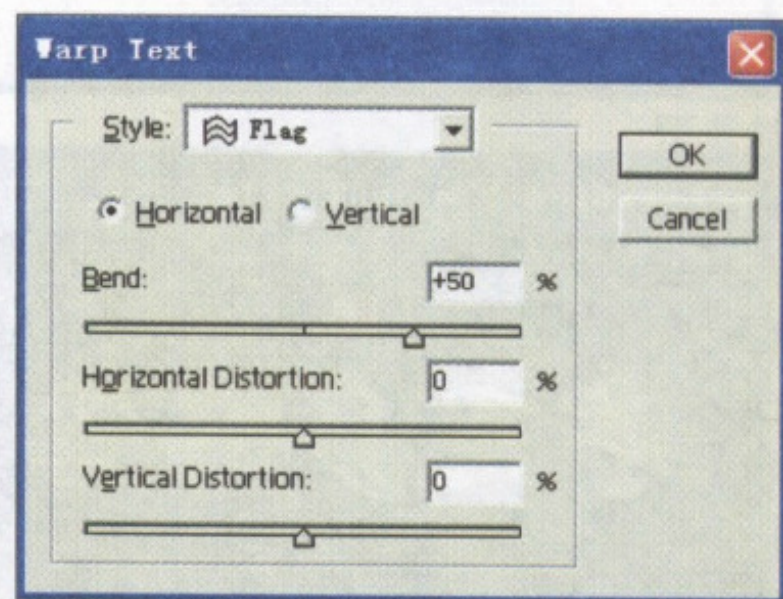 Warp Text
Style: Flag
Horizontal Vertical
Bend: +50 %
Horizontal Distortion: 0 %
Vertical Distortion: 0 %
OK
Cancel